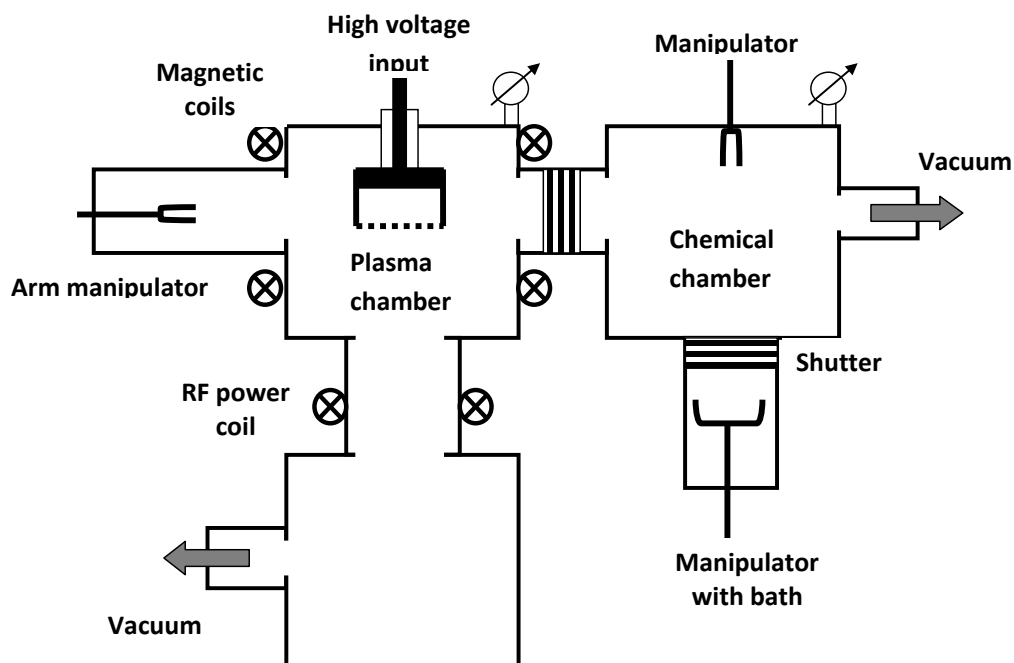 High voltage
input
Manipulator
Magnetic
coils
Vacuum
Plasma
chamber
Chemical
chamber
Arm manipulator
Shutter
RF power
coil
Manipulator
with bath
Vacuum